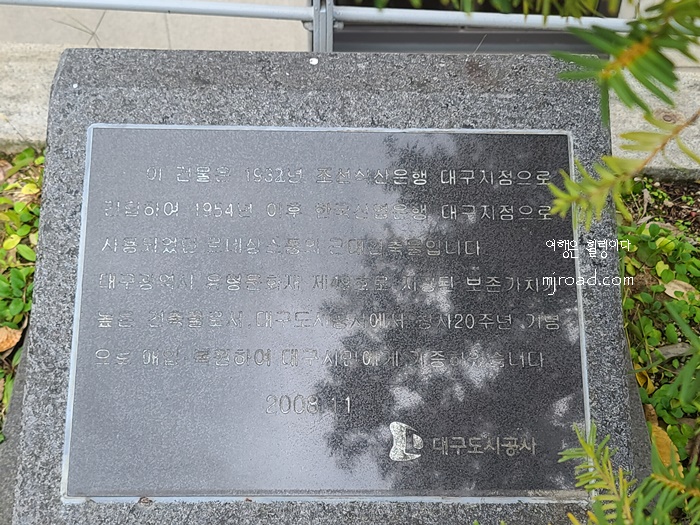 이 건물은 1932년 조선식산은행 대구지점으로
건립하여 1954년 이후 한국산업은행 대구지점으로
사용되었던 르네상스풍의 근대건축물입니다
대구광역시 유형문화재 제49호로 지정된 보존가치가
높은 건축물로서 대구도시공사에서 창사20주년 기념
으로 매입, 복원하여 대구시민에게 기증하였습니다
2008.11
대구도시공사
여행은 힐링이다
mjroad.com